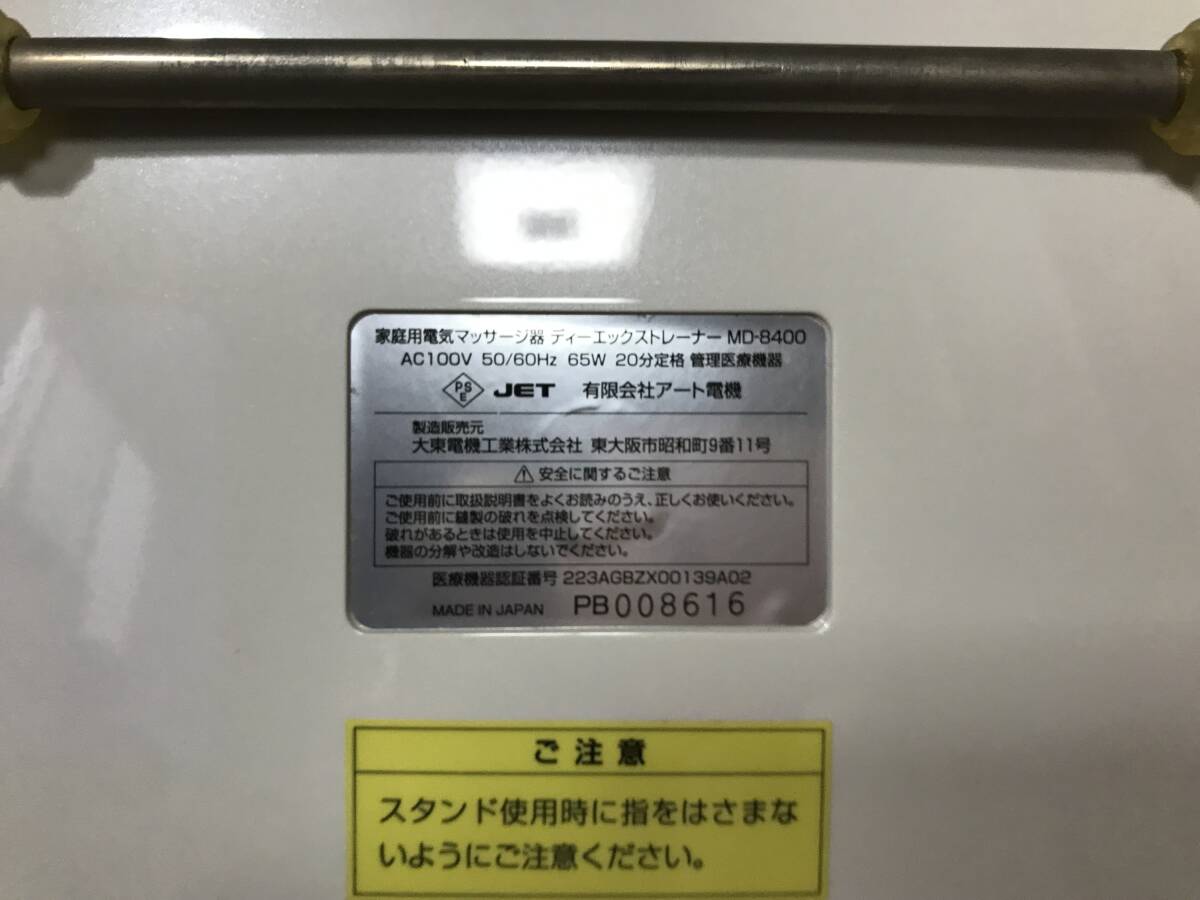 家庭用電気マッサージ器 ディーエックストレーナー MD-8400
AC100V 50/60Hz 65W 20分定格 管理医療機器
PSE JET 有限会社アート電機
製造販売元
大東電機工業株式会社 東大阪市昭和町9番11号
⚠安全に関するご注意
ご使用前に取扱説明書をよくお読みのうえ、正しくお使いください。
ご使用前に縫製の破れを点検してください。
破れがあるときは使用を中止してください。
機器の分解や改造はしないでください。
医療機器認証番号 223AGBZX00139A02
MADE IN JAPAN PB008616
ご注意
スタンド使用時に指をはさまな
いようにご注意ください。